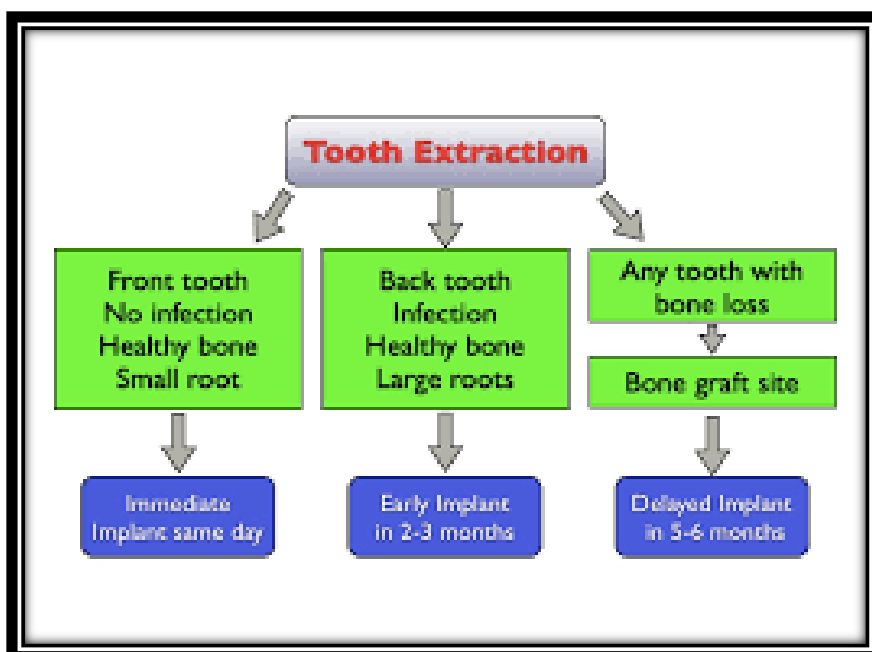 Tooth Extraction
Front tooth
No infection
Healthy bone
Small root
Back tooth
Infection
Healthy bone
Large roots
Any tooth with
bone loss
Bone graft site
Immediate
Implant same day
Early Implant
in 2-3 months
Delayed Implant
in 5-6 months